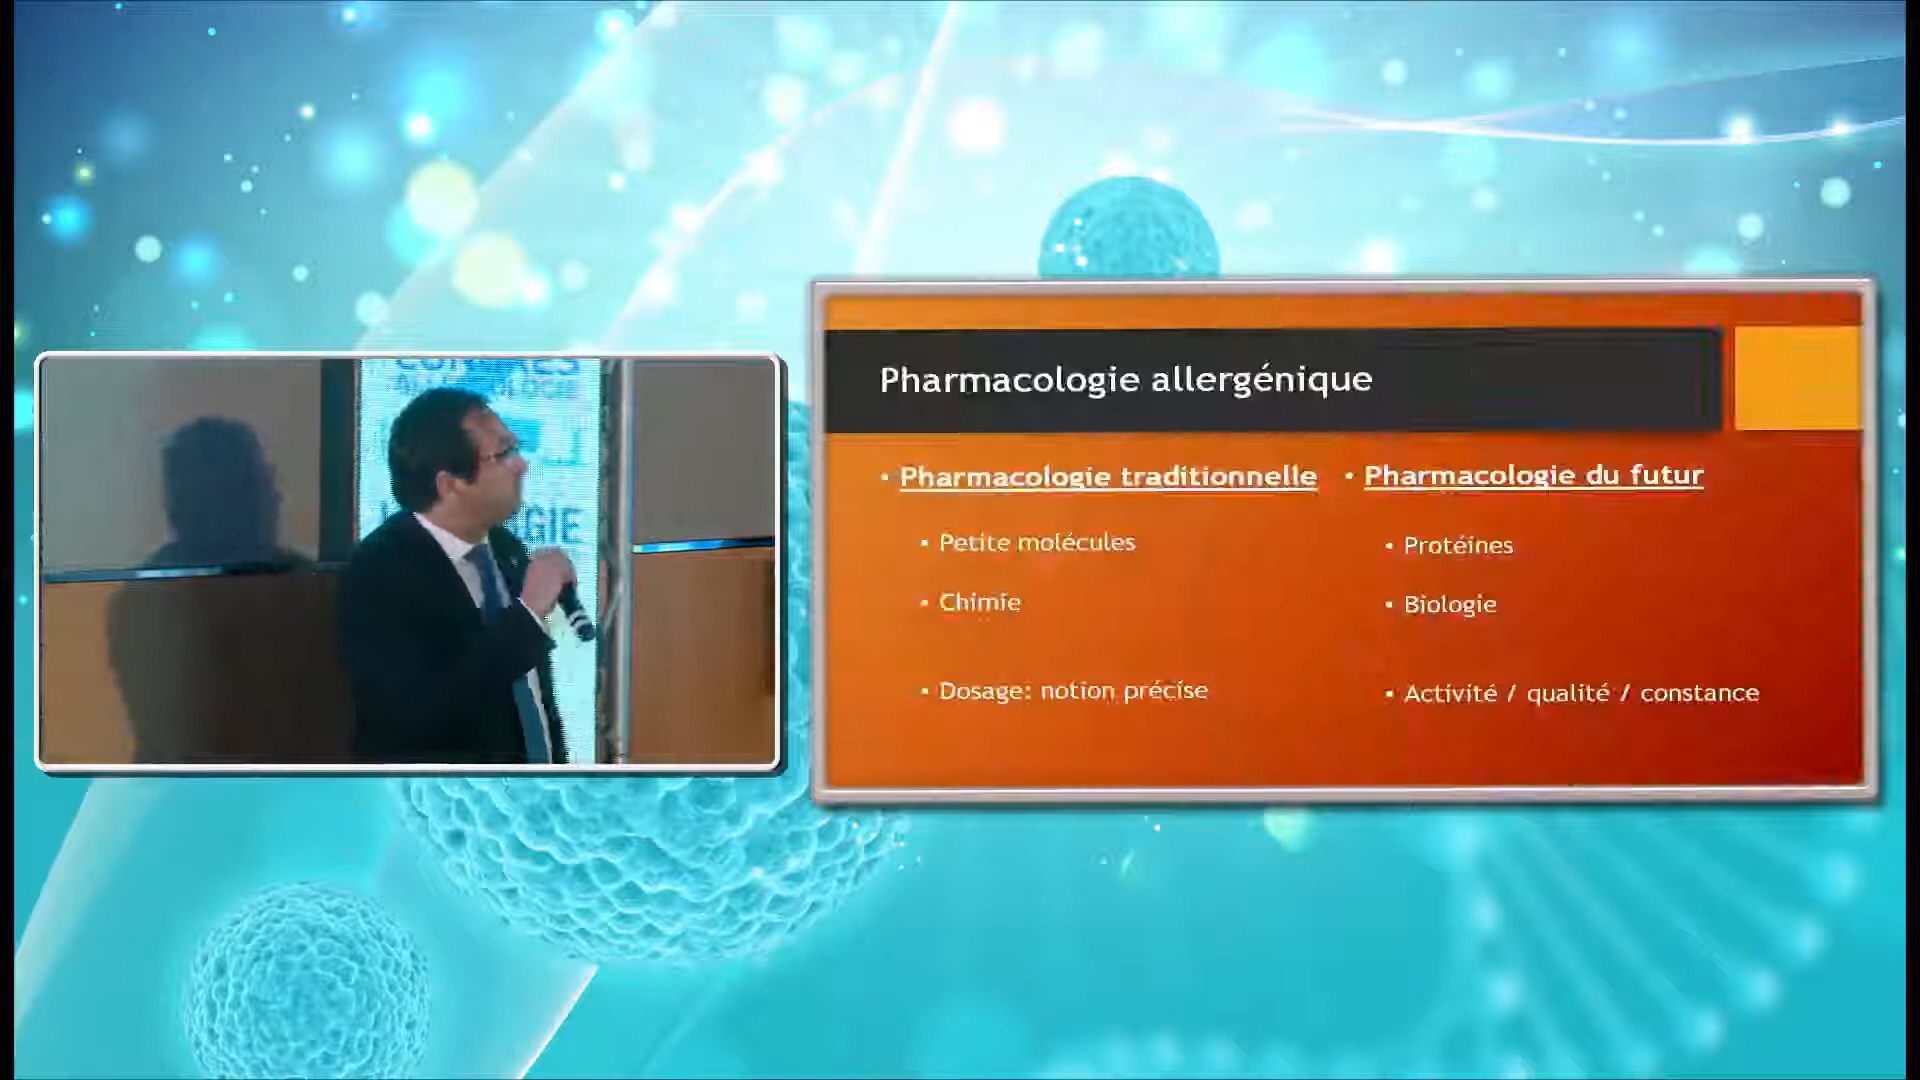 Pharmacologie allergénique
• Pharmacologie traditionnelle
• Petite molécules
• Chimie
• Dosage: notion précise
• Pharmacologie du futur
• Protéines
• Biologie
• Activité / qualité / constance